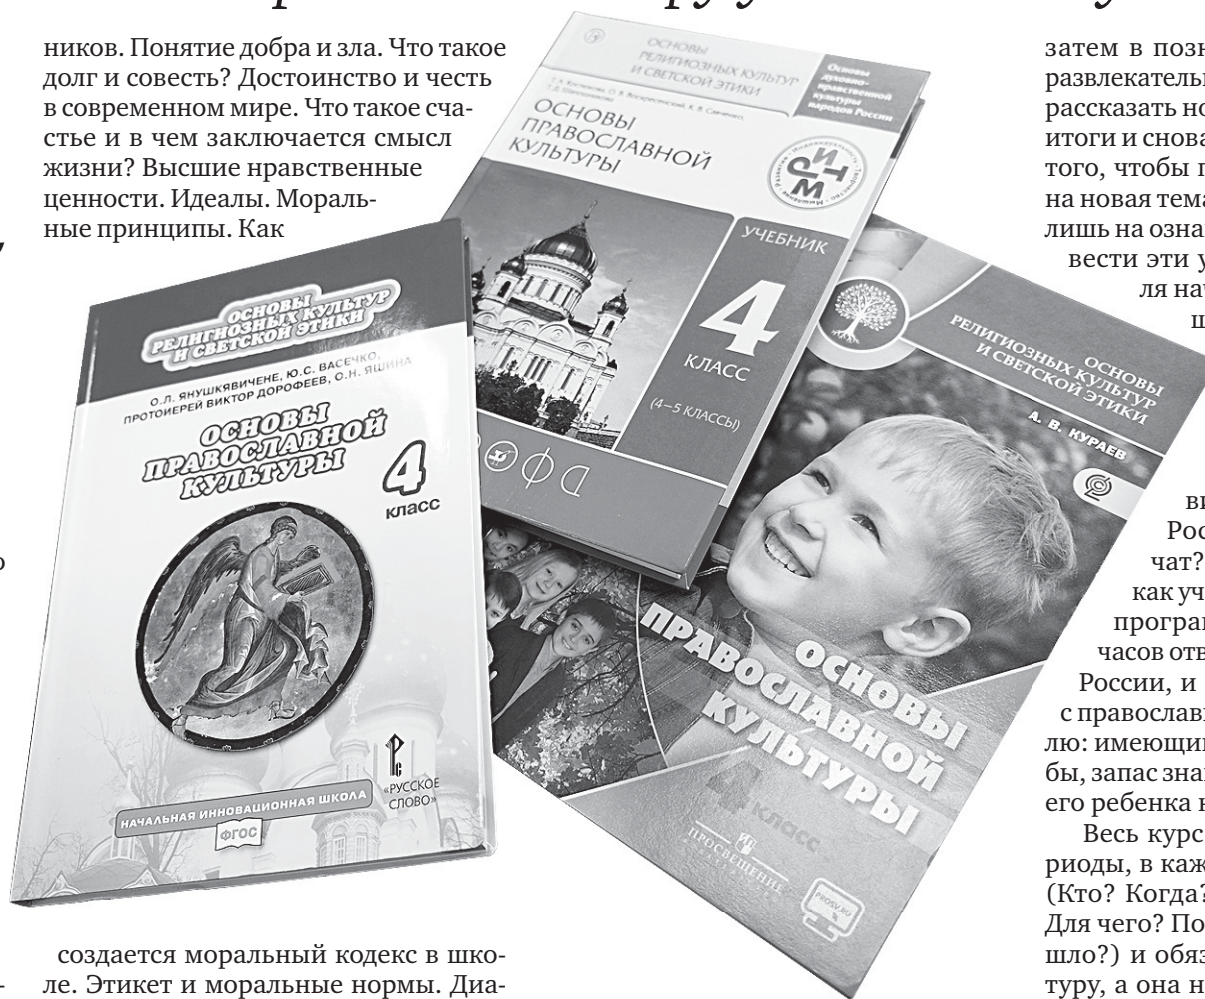 ников. Понятие добра и зла. Что такое
долг и совесть? Достоинство и честь
в современном мире. Что такое сча-
стье и в чем заключается смысл
жизни? Высшие нравственные
ценности. Идеалы. Мораль-
ные принципы. Как
ОСНОВЫ
РЕЛИГИОЗНЫХ КУЛЬТУР
И СВЕТСКОЙ ЭТИКИ
О.Л. ЯНУШКЯВИЧЕНЕ, Ю.С. ВАСЕЧКО,
ПРОТОИЕРЕЙ ВИКТОР ДОРОФЕЕВ, О.Н. ЯШИНА
ОСНОВЫ
ПРАВОСЛАВНОЙ
КУЛЬТУРЫ
4
класс
«РУССКОЕ
СЛОВО»
НАЧАЛЬНАЯ ИННОВАЦИОННАЯ ШКОЛА
ФГОС
создается моральный кодекс в шко-
ле. Этикет и моральные нормы. Диа-
ОСНОВЫ
РЕЛИГИОЗНЫХ КУЛЬТУР
И СВЕТСКОЙ ЭТИКИ
Основы
духовно-
нравственной
культуры
народов России
О. В. Воскресенский, К. В. Савченко,
ОСНОВЫ
ПРАВОСЛАВНОЙ
КУЛЬТУРЫ
УЧЕБНИК
4
КЛАСС
(4–5 КЛАССЫ)
ОСНОВЫ
РЕЛИГИОЗНЫХ КУЛЬТУР
И СВЕТСКОЙ ЭТИКИ
А. В. КУРАЕВ
ОСНОВЫ
ПРАВОСЛАВНОЙ
КУЛЬТУРЫ
4 класс
ПРОСВЕЩЕНИЕ
ИЗДАТЕЛЬСТВО
PROSV.RU
затем в позн
развлекатель
рассказать но
итоги и снова
того, чтобы п
на новая тема
лишь на озна
вести эти у
ля нач
ш
ви
Рос
чат?
как уч
програ
часов отв
России, и
с православ
лю: имеющи
бы, запас зна
его ребенка н
Весь курс
риоды, в каж
(Кто? Когда?
Для чего? По
шло?) и обяз
туру, а она н